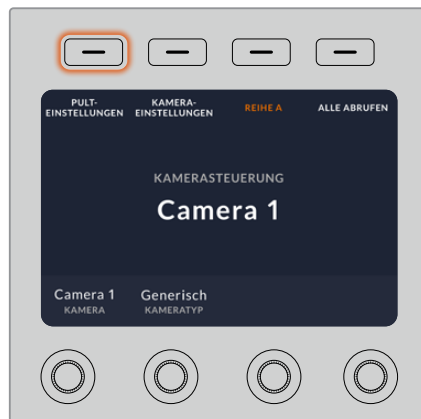 PULT-
EINSTELLUNGEN
KAMERA-
EINSTELLUNGEN
REIHE A
ALLE ABRUFEN
KAMERASTEUERUNG
Camera 1
Camera 1
KAMERA
Generisch
KAMERATYP